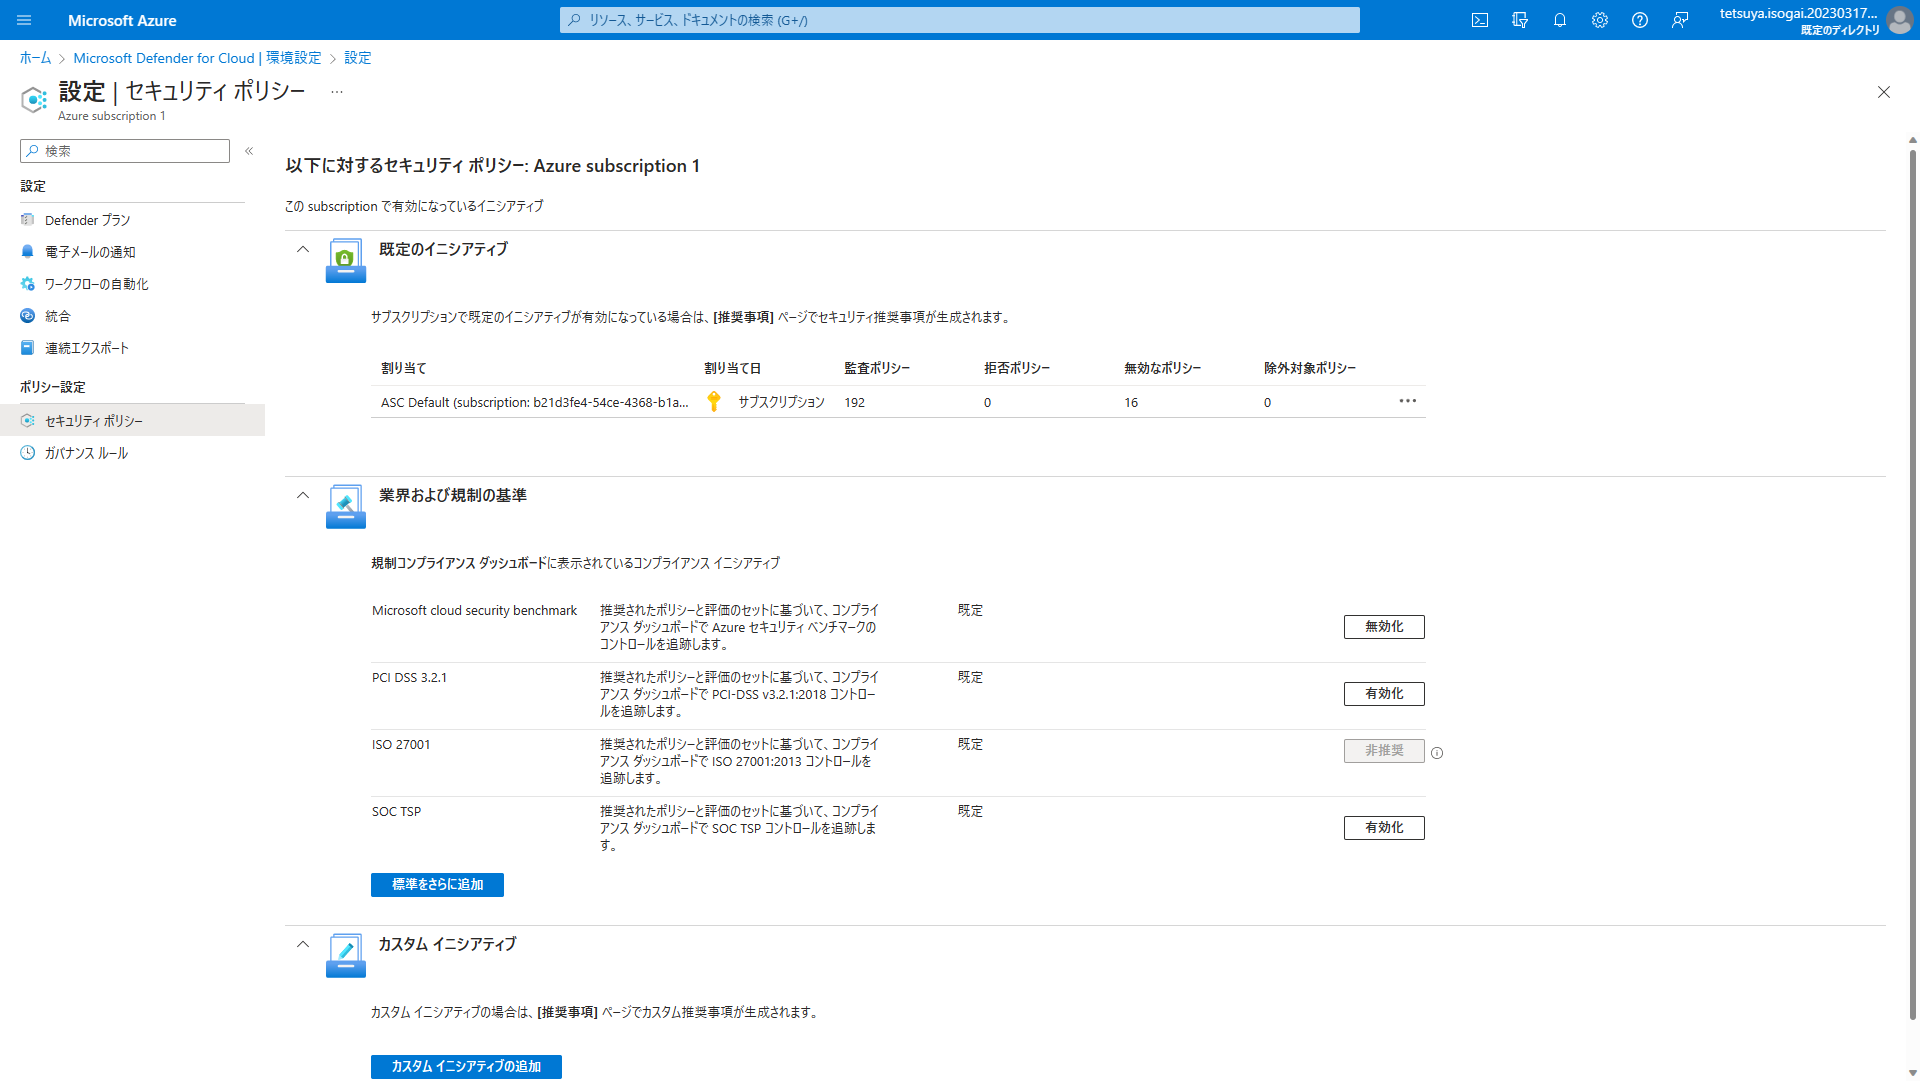 Microsoft Azure
リソース、サービス、ドキュメントの検索 (G+/)
tetsuya.isogai.20230317...
既定のディレクトリ
ホーム > Microsoft Defender for Cloud | 環境設定 > 設定
設定 | セキュリティ ポリシー ...
Azure subscription 1
検索
設定
Defender プラン
電子メールの通知
ワークフローの自動化
統合
連続エクスポート
ポリシー設定
セキュリティ ポリシー
ガバナンス ルール
以下に対するセキュリティ ポリシー: Azure subscription 1
この subscription で有効になっているイニシアティブ
既定のイニシアティブ
サブスクリプションで既定のイニシアティブが有効になっている場合は、[推奨事項] ページでセキュリティ推奨事項が生成されます。
割り当て 割り当て日 監査ポリシー 拒否ポリシー 無効なポリシー 除外対象ポリシー
ASC Default (subscription: b21d3fe4-54ce-4368-b1a... サブスクリプション 192 0 16 0
業界および規制の基準
規制コンプライアンス ダッシュボードに表示されているコンプライアンス イニシアティブ
Microsoft cloud security benchmark
推奨されたポリシーと評価のセットに基づいて、コンプライ
アンス ダッシュボードで Azure セキュリティ ベンチマークの
コントロールを追跡します。
既定
無効化
PCI DSS 3.2.1
推奨されたポリシーと評価のセットに基づいて、コンプライ
アンス ダッシュボードで PCI-DSS v3.2.1:2018 コントロー
ルを追跡します。
既定
有効化
ISO 27001
推奨されたポリシーと評価のセットに基づいて、コンプライ
アンス ダッシュボードで ISO 27001:2013 コントロールを
追跡します。
既定
非推奨
SOC TSP
推奨されたポリシーと評価のセットに基づいて、コンプライ
アンス ダッシュボードで SOC TSP コントロールを追跡しま
す。
既定
有効化
標準をさらに追加
カスタム イニシアティブ
カスタム イニシアティブの場合は、[推奨事項] ページでカスタム推奨事項が生成されます。
カスタム イニシアティブの追加